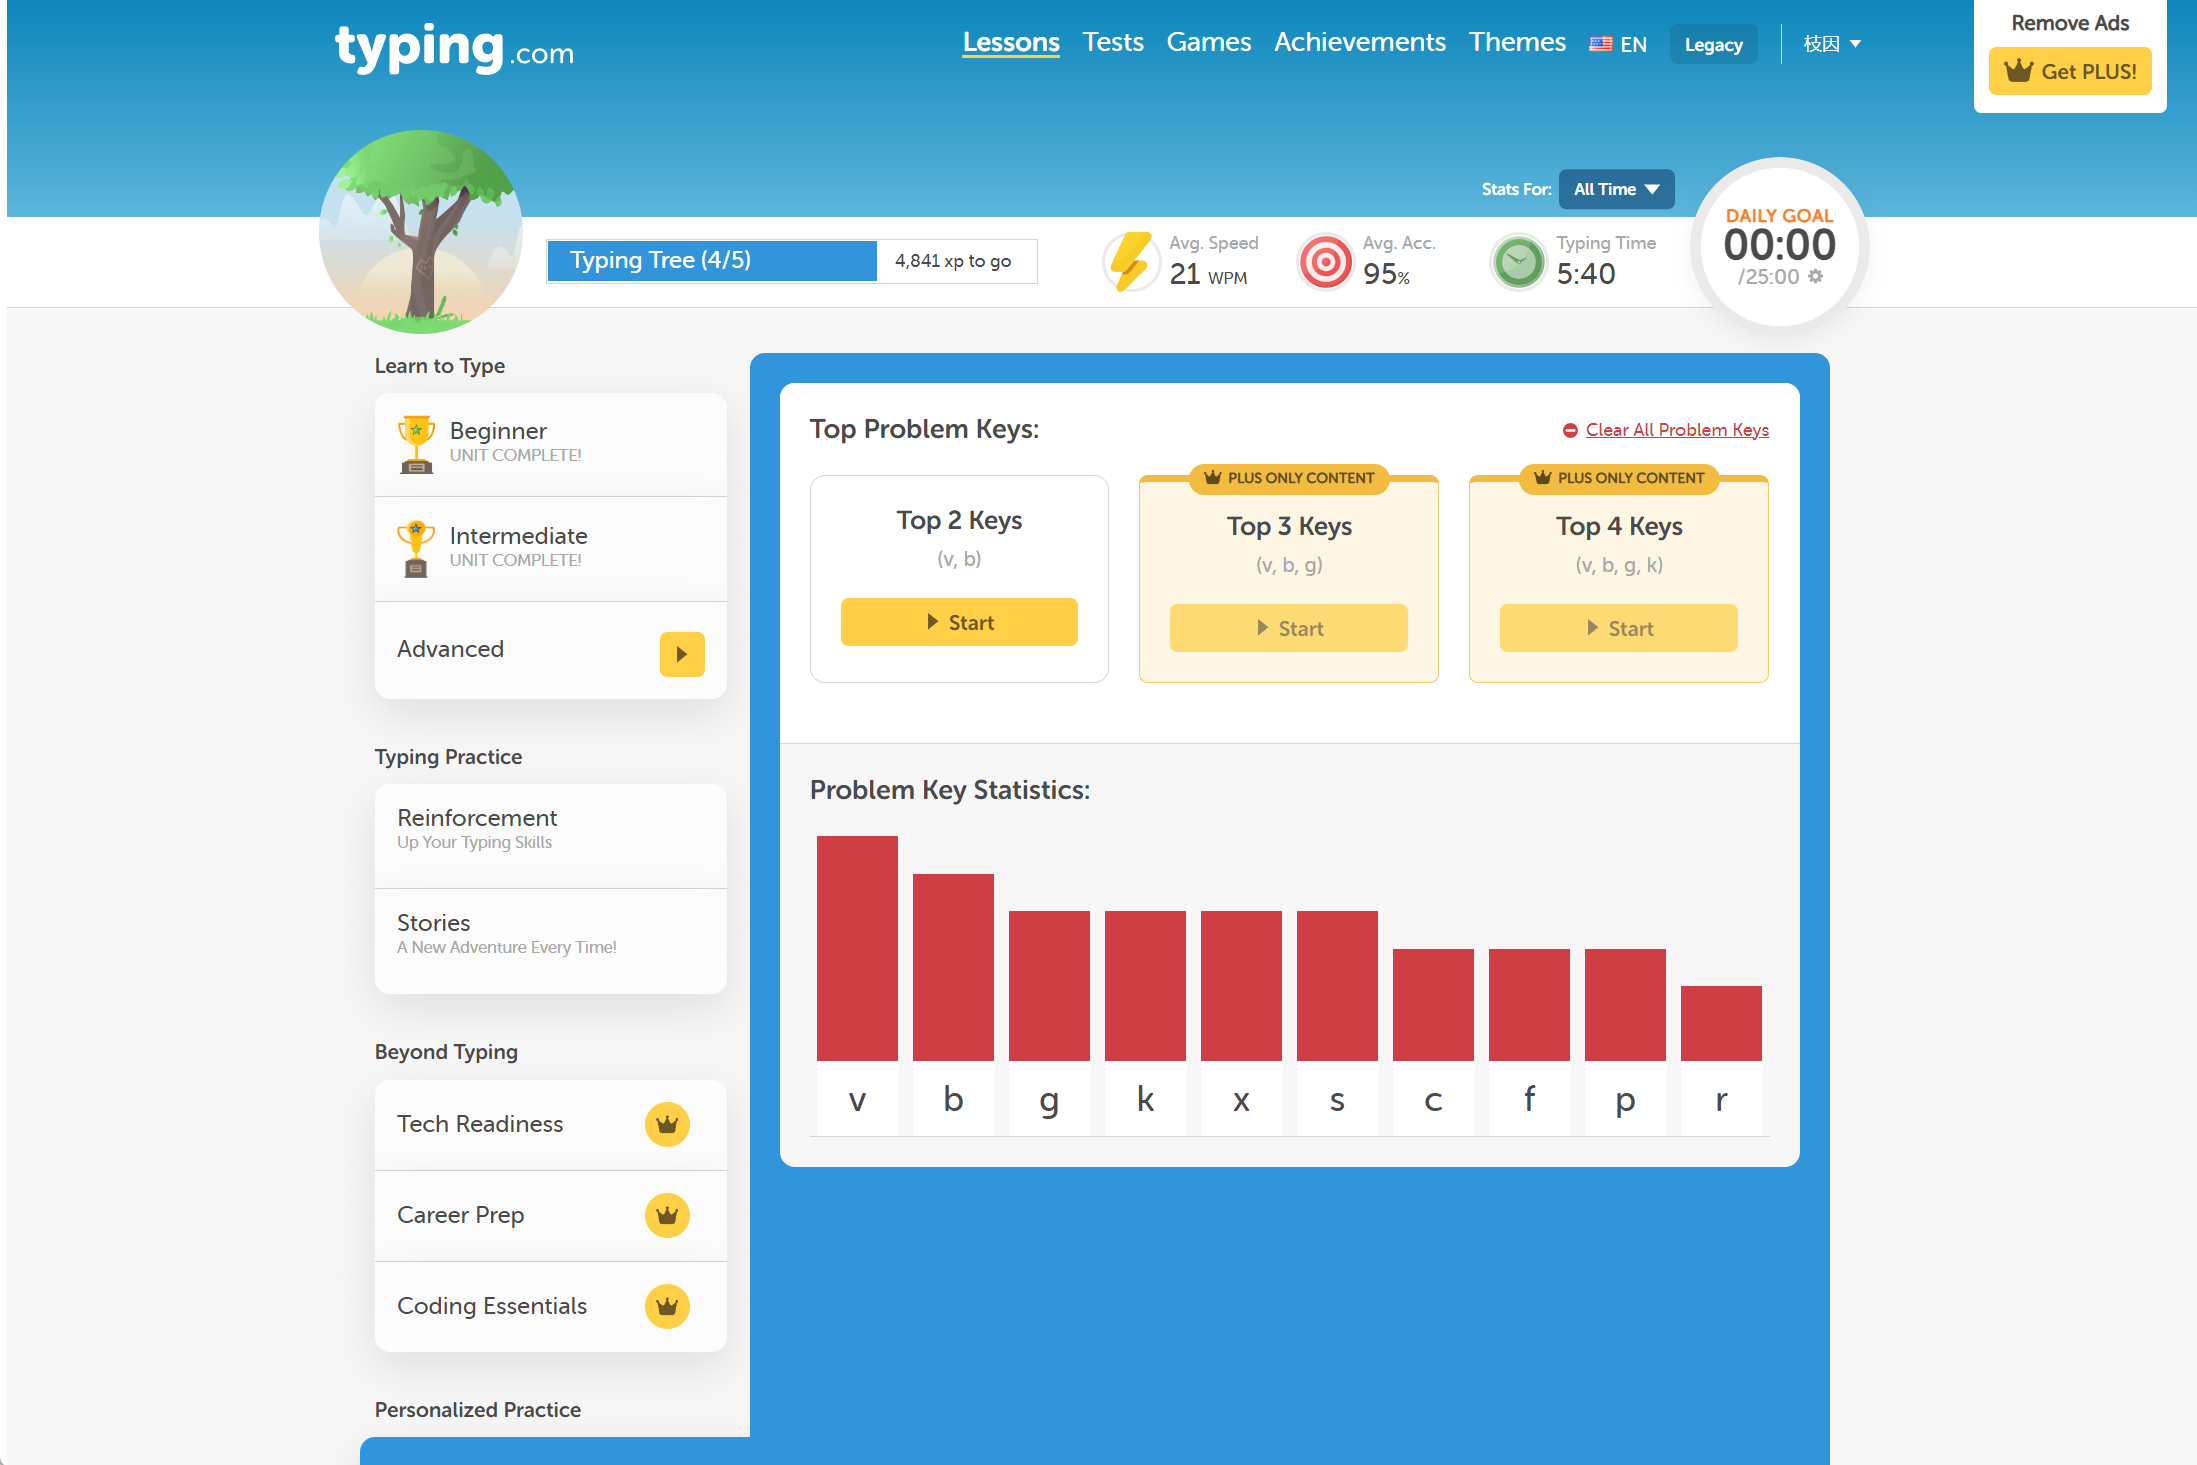 typing.com
Lessons Tests Games Achievements Themes EN Legacy 枝因
Remove Ads
Get PLUS!
Stats For: All Time
Typing Tree (4/5) 4,841 xp to go
Avg. Speed
21 WPM
Avg. Acc.
95%
Typing Time
5:40
DAILY GOAL
00:00
/25:00
Learn to Type
Beginner
UNIT COMPLETE!
Intermediate
UNIT COMPLETE!
Advanced
Typing Practice
Reinforcement
Up Your Typing Skills
Stories
A New Adventure Every Time!
Beyond Typing
Tech Readiness
Career Prep
Coding Essentials
Personalized Practice
Top Problem Keys:
Clear All Problem Keys
Top 2 Keys
(v, b)
Start
PLUS ONLY CONTENT
Top 3 Keys
(v, b, g)
Start
PLUS ONLY CONTENT
Top 4 Keys
(v, b, g, k)
Start
Problem Key Statistics:
v b g k x s c f p r